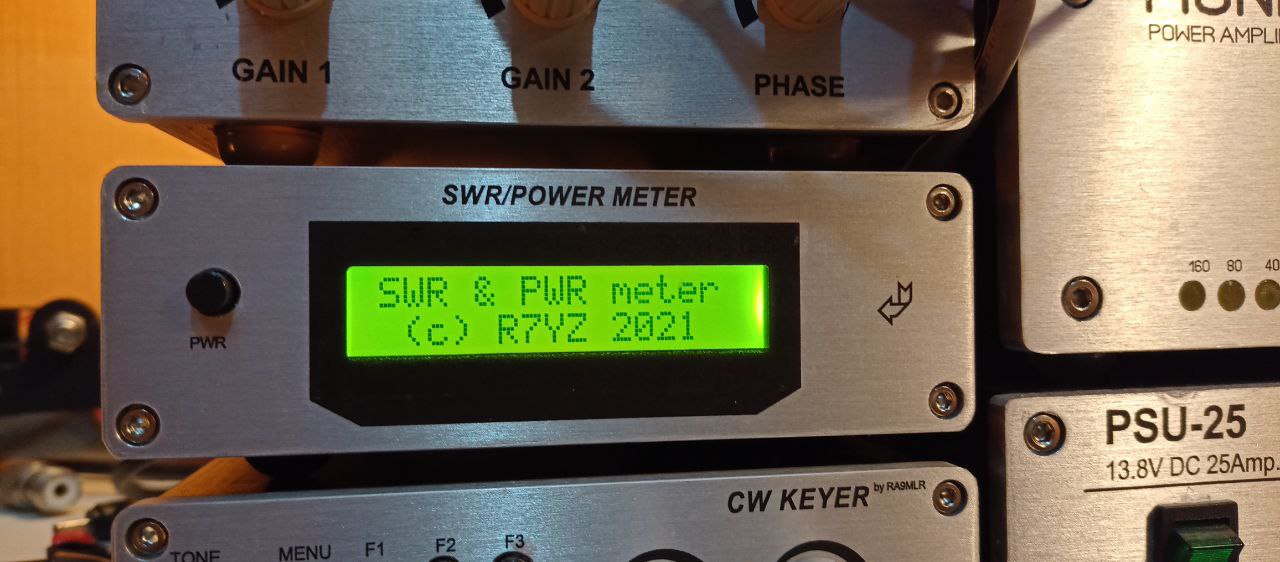 GAIN 1
GAIN 2
PHASE
POWER
SWR/POWER METER
SWR & PWR meter
(c) R7YZ 2021
PWR
160
80
40
PSU-25
13.8V DC 25Amp.
CW KEYER by RA9MLR
TONE
MENU
F1
F2
F3